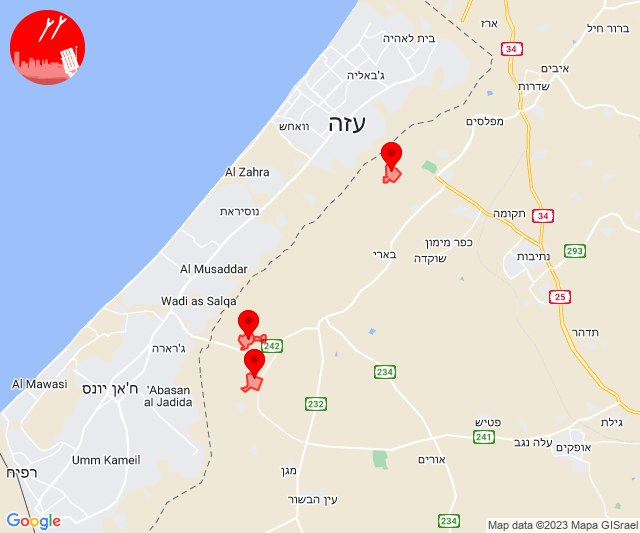 ארז
ברור חיל
בית לאהיה
34
איבים
ג'באליה
שדרות
עזה
וואחש
מפלסים
Al Zahra
נוסיראת
תקומה
34
כפר מימון
שוקדה
293
בארי
נתיבות
Al Musaddar
25
Wadi as Salqa
תדהר
ג'רארה
242
Al Mawasi
ח'אן יונס
'Abasan
al Jadida
234
232
פטיש
גילת
241
עלה נגב
אופקים
Umm Kameil
אורים
רפיח
מגן
עין הבשור
234
Google
Map data ©2023 Mapa GISrael